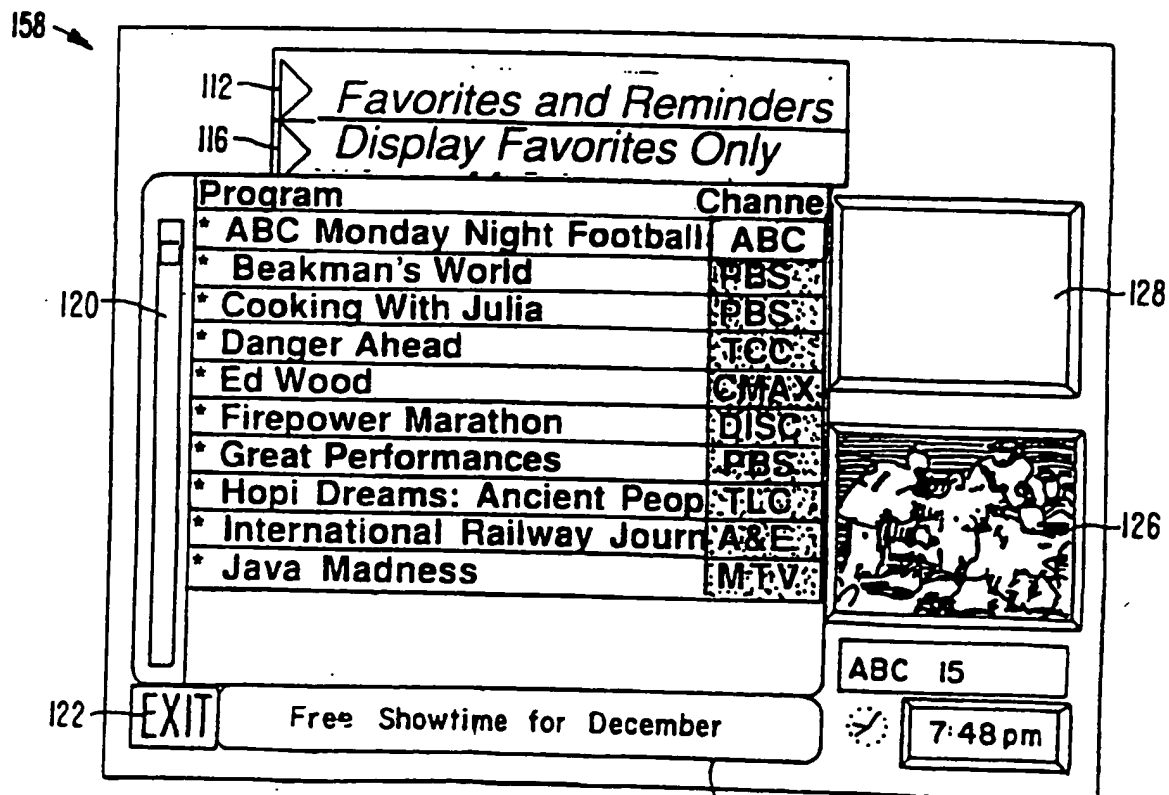 158
112
Favorites and Reminders
116
Display Favorites Only
Program Channe
* ABC Monday Night Football ABC
* Beakman's World PBS
* Cooking With Julia PBS
* Danger Ahead TCC
* Ed Wood CMAX
* Firepower Marathon DISC
* Great Performances PBS
* Hopi Dreams: Ancient Peop TLC
* International Railway Journ A&E
* Java Madness MTV
120
128
126
ABC 15
122
EXIT
Free Showtime for December
7:48 pm